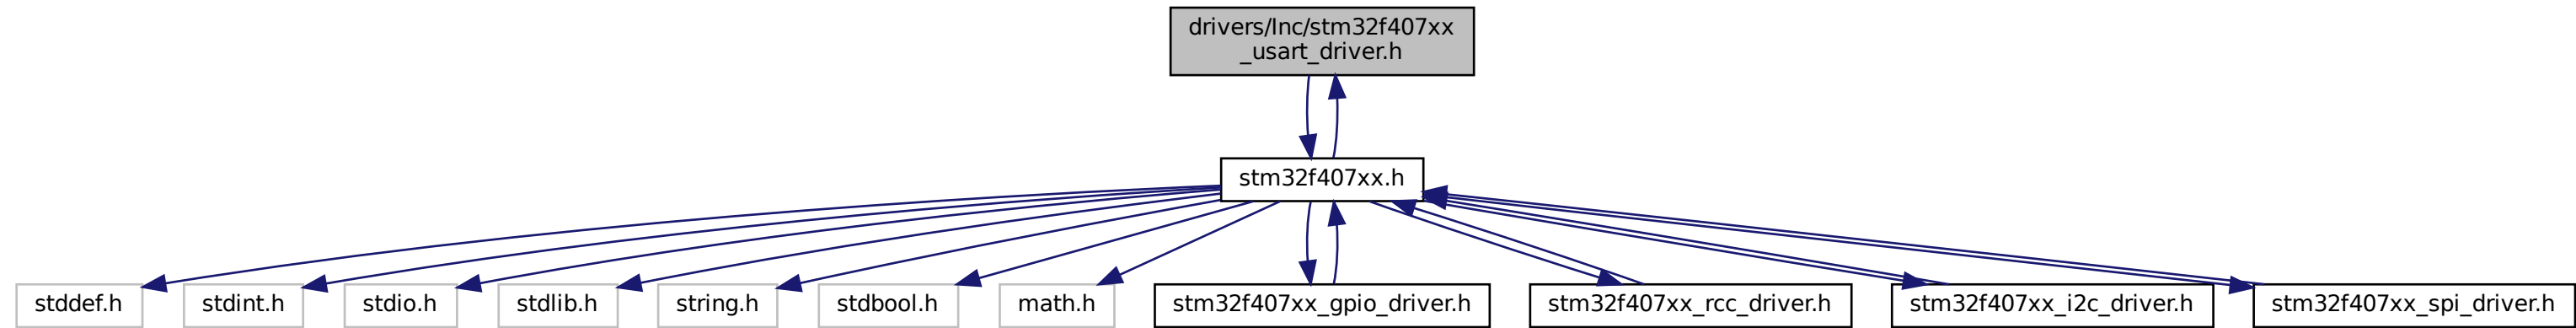 drivers/Inc/stm32f407xx
_usart_driver.h
stm32f407xx.h
stddef.h
stdint.h
stdio.h
stdlib.h
string.h
stdbool.h
math.h
stm32f407xx_gpio_driver.h
stm32f407xx_rcc_driver.h
stm32f407xx_i2c_driver.h
stm32f407xx_spi_driver.h